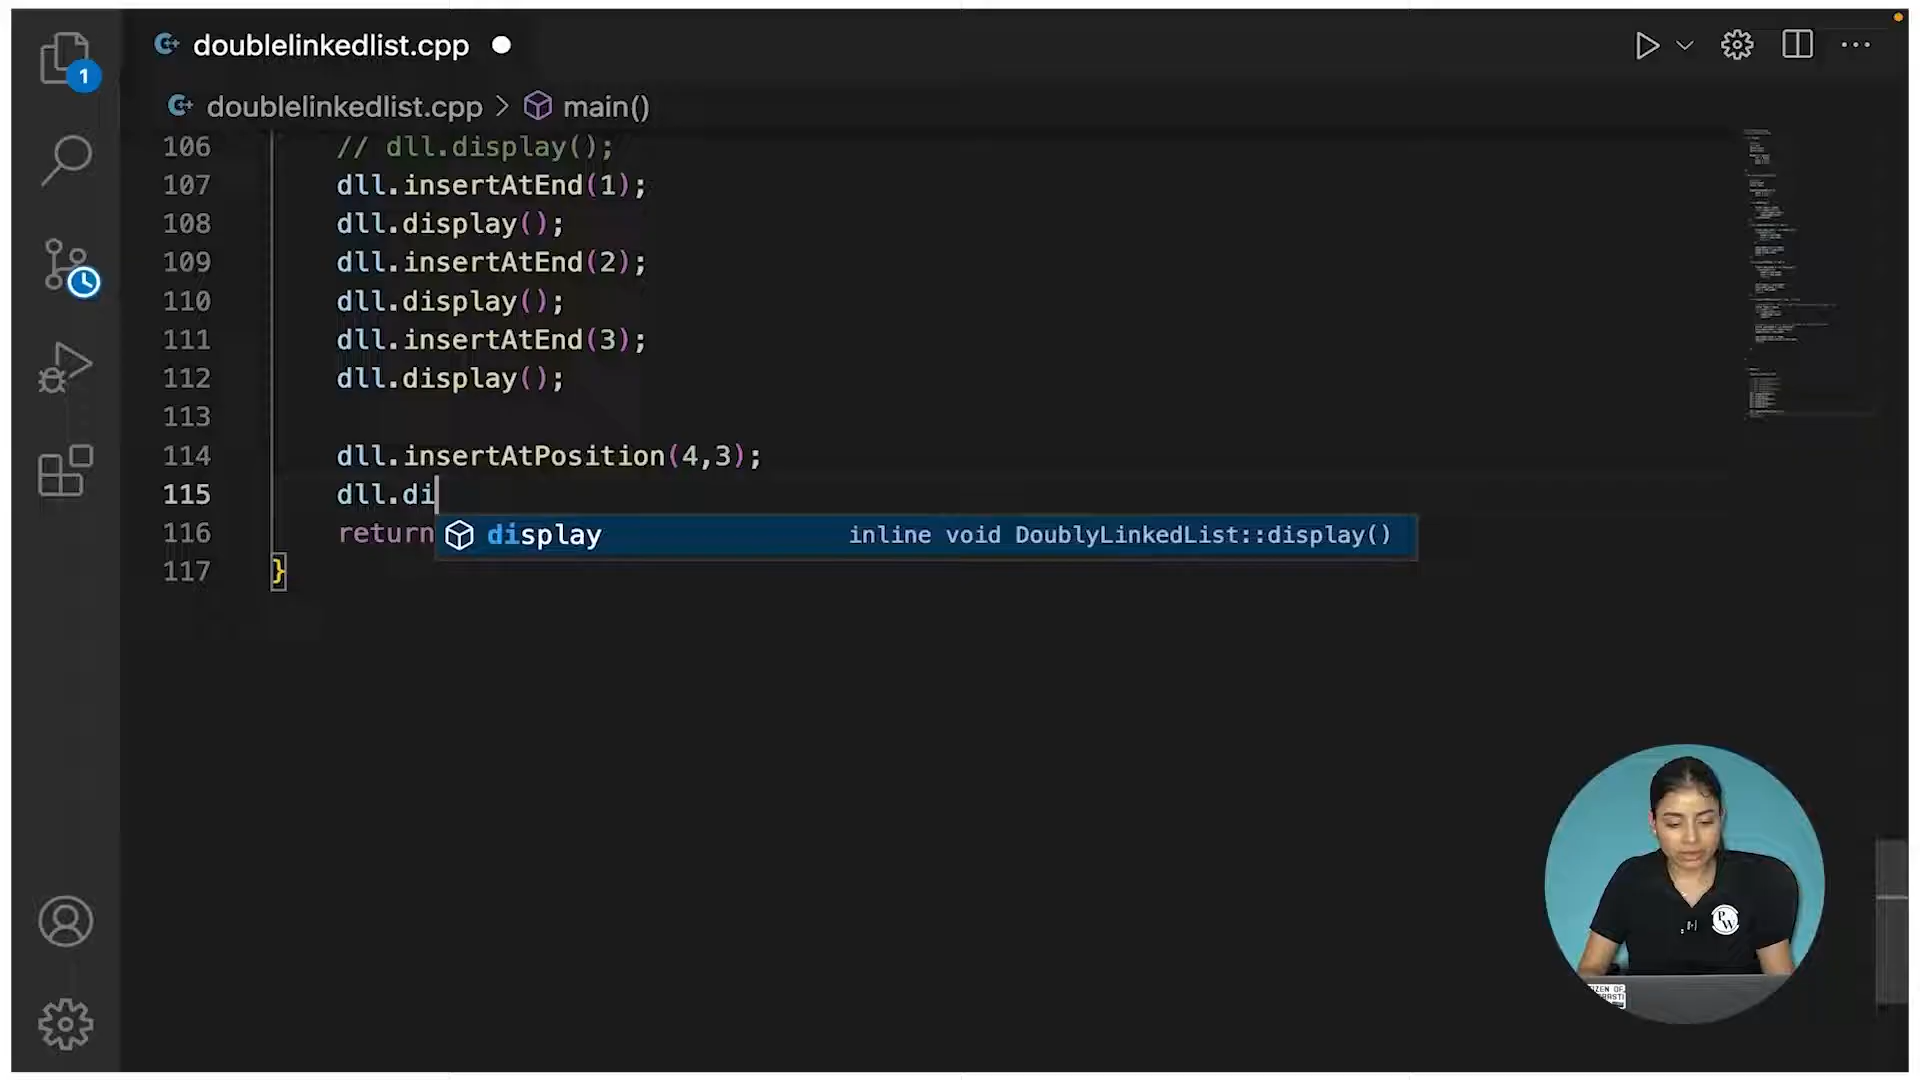 doublelinkedlist.cpp
1
doublelinkedlist.cpp > main()
106 // dll.display();
107 dll.insertAtEnd(1);
108 dll.display();
109 dll.insertAtEnd(2);
110 dll.display();
111 dll.insertAtEnd(3);
112 dll.display();
113
114 dll.insertAtPosition(4,3);
115 dll.di
116 return
display inline void DoublyLinkedList::display()
117 }
PW